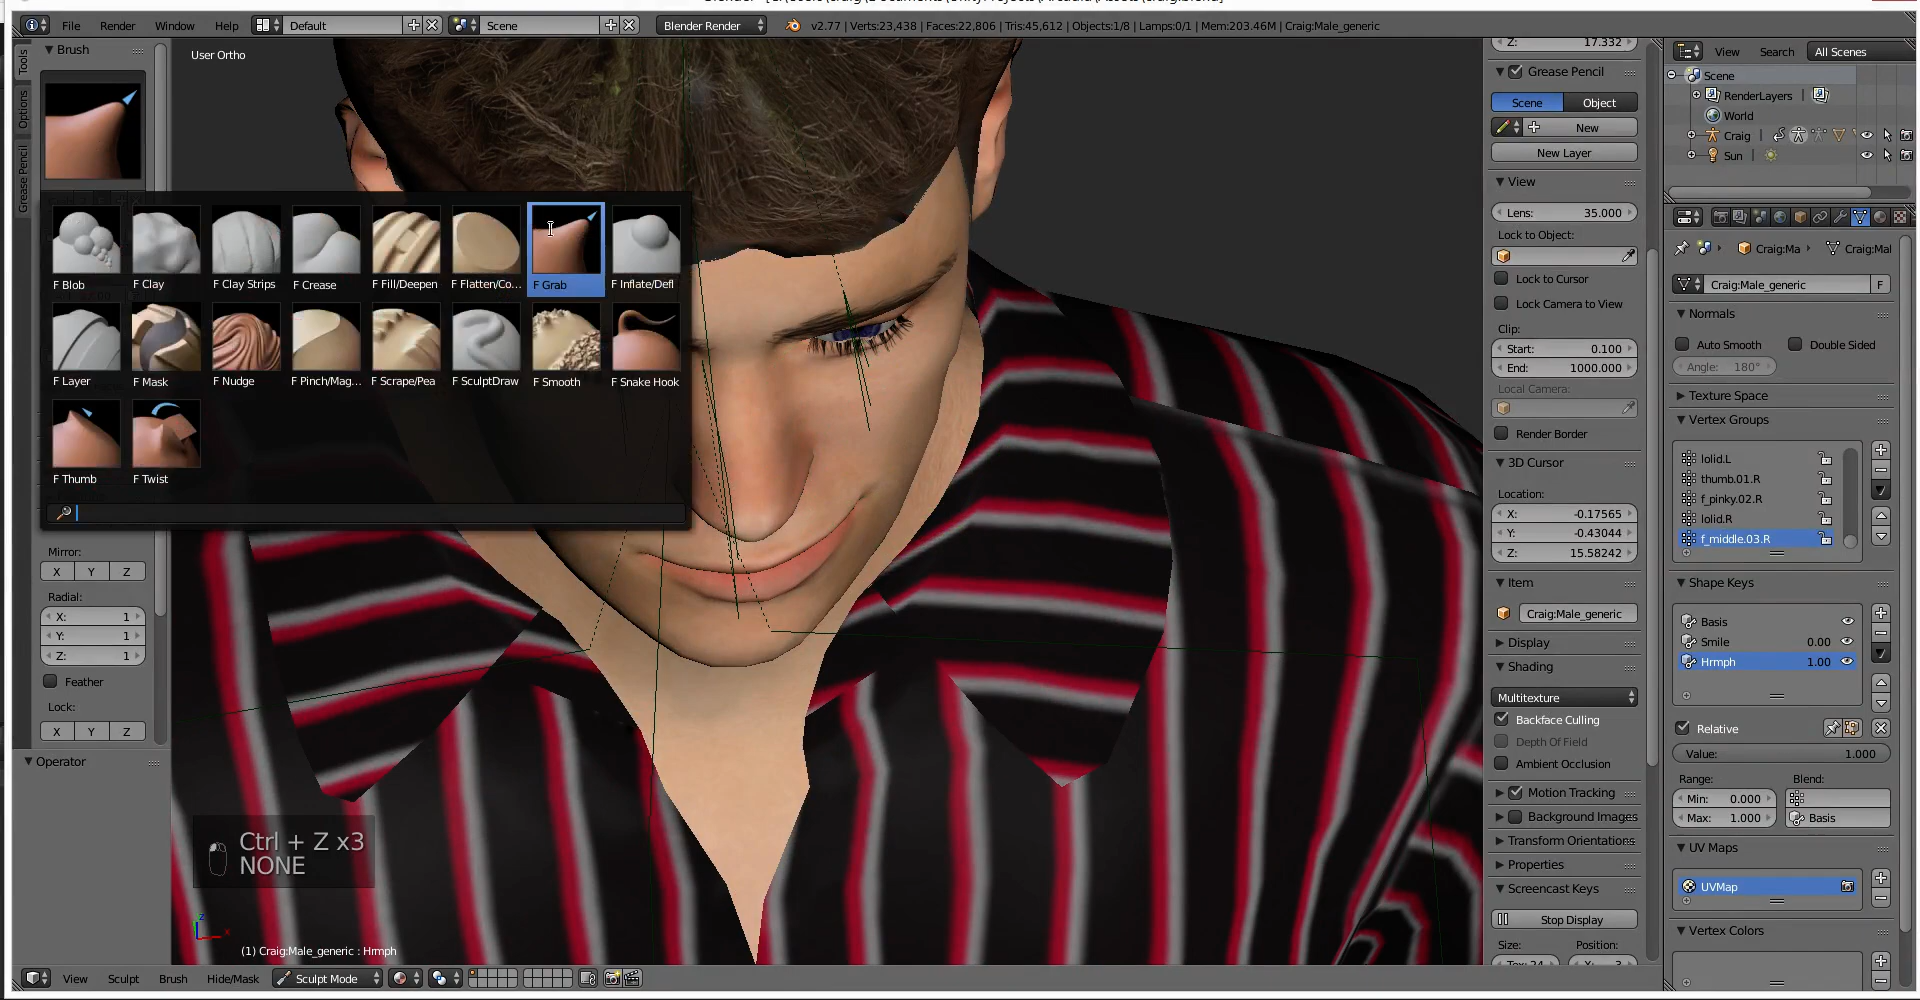 File Render Window Help Default Scene Blender Render v2.77 | Verts:23,438 | Faces:22,806 | Tris:45,612 | Objects:1/8 | Lamps:0/1 | Mem:203.46M | Craig:Male_generic
Tools
Options
Grease Pencil
Brush
User Ortho
F Blob F Clay F Clay Strips F Crease F Fill/Deepen F Flatten/Co... F Grab F Inflate/Defl
F Layer F Mask F Nudge F Pinch/Mag... F Scrape/Pea F SculptDraw F Smooth F Snake Hook
F Thumb F Twist
Mirror:
X Y Z
Radial:
X: 1
Y: 1
Z: 1
Feather
Lock:
X Y Z
Operator
Ctrl + Z x3
NONE
(1) Craig:Male_generic : Hrmph
View Sculpt Brush Hide/Mask Sculpt Mode
Z: 17.332
Grease Pencil
Scene Object
New
New Layer
View
Lens: 35.000
Lock to Object:
Lock to Cursor
Lock Camera to View
Clip:
Start: 0.100
End: 1000.000
Local Camera:
Render Border
3D Cursor
Location:
X: -0.17565
Y: -0.43044
Z: 15.58242
Item
Craig:Male_generic
Display
Shading
Multitexture
Backface Culling
Depth Of Field
Ambient Occlusion
Motion Tracking
Background Images
Transform Orientations
Properties
Screencast Keys
Stop Display
Size: Position:
View Search All Scenes
Scene
RenderLayers
World
Craig
Sun
Craig:Ma Craig:Mal
Craig:Male_generic F
Normals
Auto Smooth Double Sided
Angle: 180°
Texture Space
Vertex Groups
lolid.L
thumb.01.R
f_pinky.02.R
lolid.R
f_middle.03.R
Shape Keys
Basis
Smile 0.00
Hrmph 1.00
Relative
Value: 1.000
Range: Blend:
Min: 0.000
Max: 1.000 Basis
UV Maps
UVMap
Vertex Colors